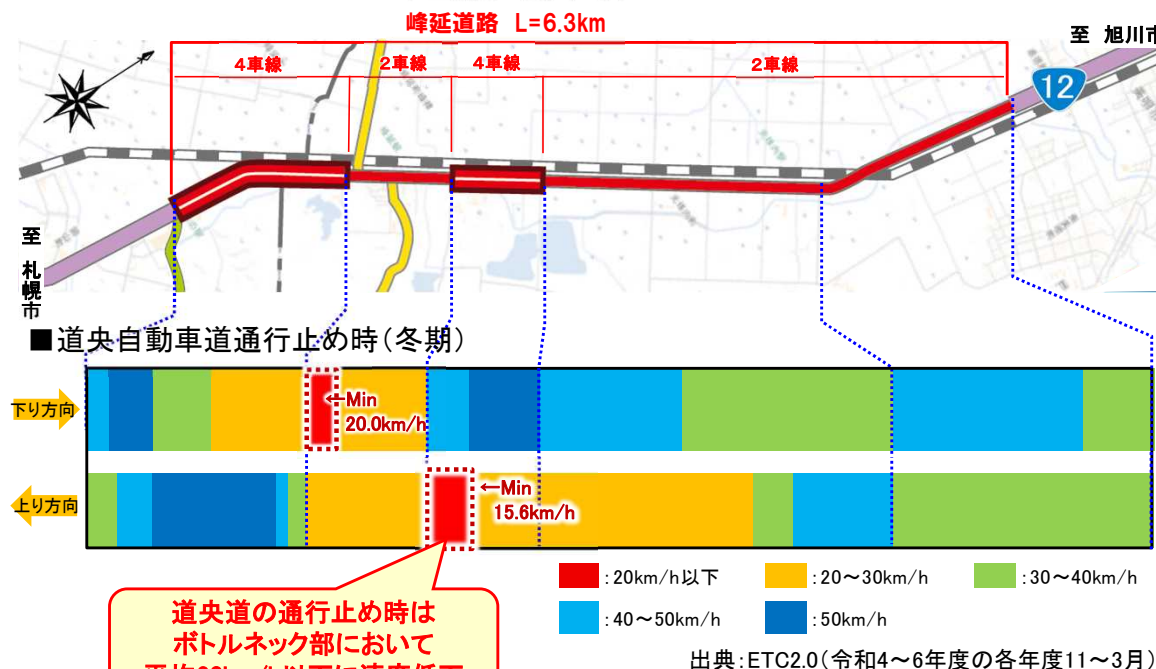 峰延道路 L=6.3km
至 旭川市
4車線
2車線
4車線
2車線
12
至
札
幌
市
■道央自動車道通行止め時(冬期)
下り方向
←Min
20.0km/h
上り方向
←Min
15.6km/h
:20km/h以下
:20～30km/h
:30～40km/h
:40～50km/h
:50km/h
道央道の通行止め時は
ボトルネック部において
出典:ETC2.0(令和4～6年度の各年度11～3月)